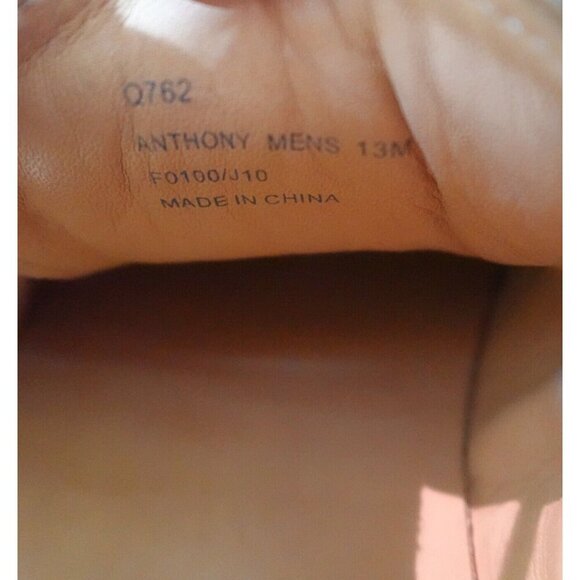 Q762
ANTHONY MENS 13M
F0100/J10
MADE IN CHINA